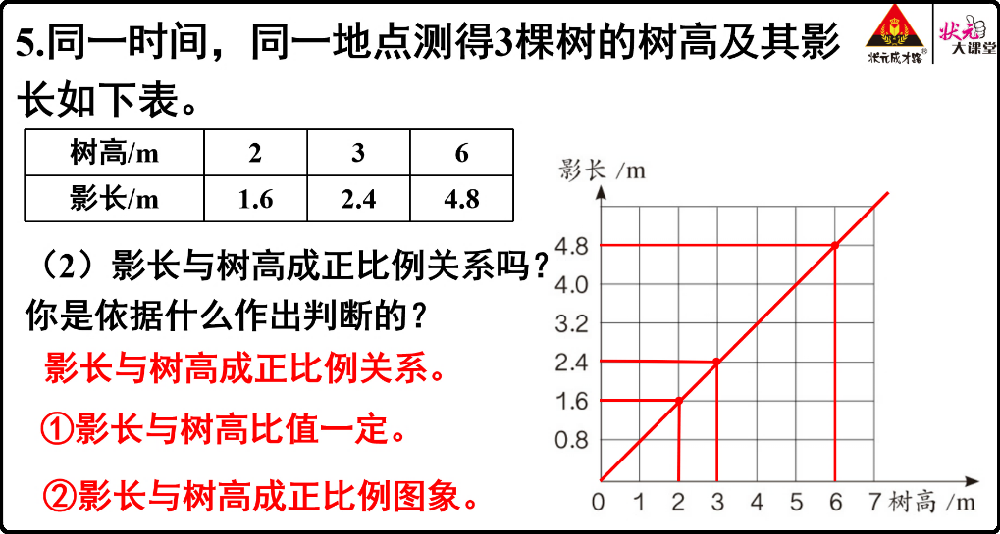 5.同一时间，同一地点测得3棵树的树高及其影
长如下表。
状元成才路®
状元
大课堂
树高/m 2 3 6
影长/m 1.6 2.4 4.8
（2）影长与树高成正比例关系吗？
你是依据什么作出判断的？
影长与树高成正比例关系。
①影长与树高比值一定。
②影长与树高成正比例图象。
影长 /m
4.8
4.0
3.2
2.4
1.6
0.8
0 1 2 3 4 5 6 7 树高 /m